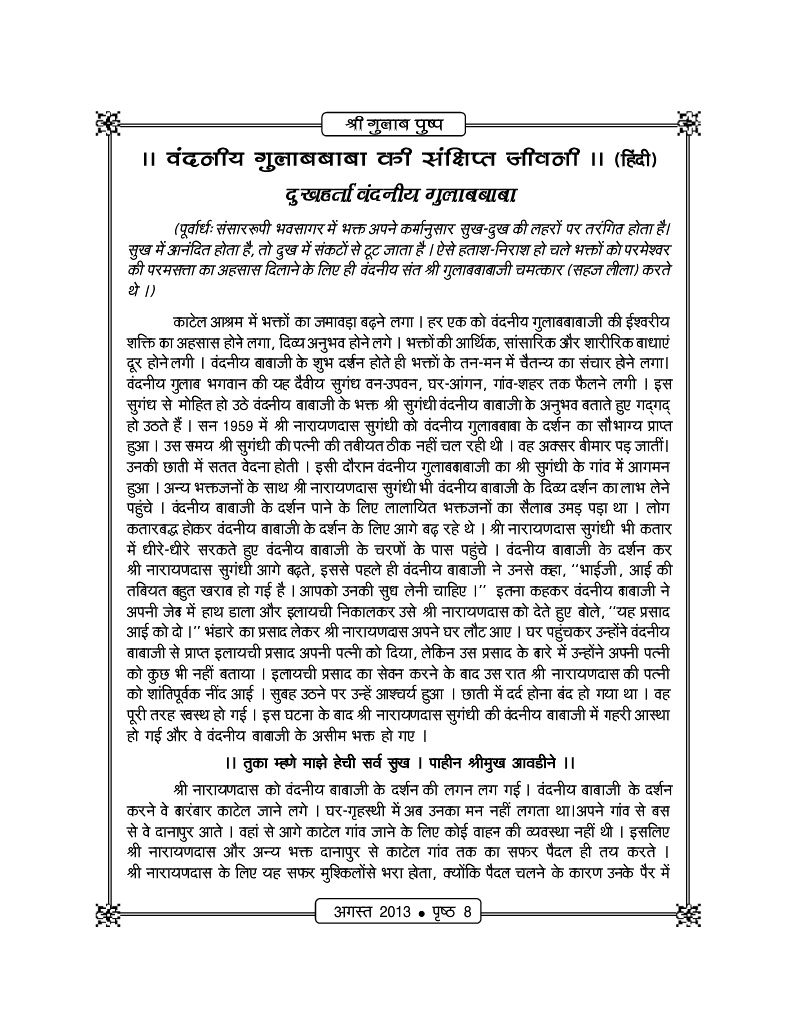 श्री गुलाब पुष्प
।। वंदनीय गुलाबबाबा की संक्षिप्त जीवनी ।। (हिंदी)
दुःखहर्ता वंदनीय गुलाबबाबा
(पूर्वार्धः संसाररूपी भवसागर में भक्त अपने कर्मानुसार सुख-दुख की लहरों पर तरंगित होता है।
सुख में आनंदित होता है, तो दुख में संकटों से टूट जाता है । ऐसे हताश-निराश हो चले भक्तों को परमेश्वर
की परमसत्ता का अहसास दिलाने के लिए ही वंदनीय संत श्री गुलाबबाबाजी चमत्कार (सहज लीला) करते
थे ।)
काटेल आश्रम में भक्तों का जमावड़ा बढ़ने लगा । हर एक को वंदनीय गुलाबबाबाजी की ईश्वरीय
शक्ति का अहसास होने लगा, दिव्य अनुभव होने लगे । भक्तों की आर्थिक, सांसारिक और शारीरिक बाधाएं
दूर होने लगी । वंदनीय बाबाजी के शुभ दर्शन होते ही भक्तों के तन-मन में चैतन्य का संचार होने लगा।
वंदनीय गुलाब भगवान की यह दैवीय सुगंध वन-उपवन, घर-आंगन, गांव-शहर तक फैलने लगी । इस
सुगंध से मोहित हो उठे वंदनीय बाबाजी के भक्त श्री सुगंधी वंदनीय बाबाजी के अनुभव बताते हुए गद्गद्
हो उठते हैं । सन 1959 में श्री नारायणदास सुगंधी को वंदनीय गुलाबबाबा के दर्शन का सौभाग्य प्राप्त
हुआ । उस समय श्री सुगंधी की पत्नी की तबीयत ठीक नहीं चल रही थी । वह अक्सर बीमार पड़ जातीं।
उनकी छाती में सतत वेदना होती । इसी दौरान वंदनीय गुलाबबाबाजी का श्री सुगंधी के गांव में आगमन
हुआ । अन्य भक्तजनों के साथ श्री नारायणदास सुगंधी भी वंदनीय बाबाजी के दिव्य दर्शन का लाभ लेने
पहुंचे । वंदनीय बाबाजी के दर्शन पाने के लिए लालायित भक्तजनों का सैलाब उमड़ पड़ा था । लोग
कतारबद्ध होकर वंदनीय बाबाजी के दर्शन के लिए आगे बढ़ रहे थे । श्री नारायणदास सुगंधी भी कतार
में धीरे-धीरे सरकते हुए वंदनीय बाबाजी के चरणों के पास पहुंचे । वंदनीय बाबाजी के दर्शन कर
श्री नारायणदास सुगंधी आगे बढ़ते, इससे पहले ही वंदनीय बाबाजी ने उनसे कहा, ‘‘भाईजी, आई की
तबियत बहुत खराब हो गई है । आपको उनकी सुध लेनी चाहिए ।’’ इतना कहकर वंदनीय बाबाजी ने
अपनी जेब में हाथ डाला और इलायची निकालकर उसे श्री नारायणदास को देते हुए बोले, ‘‘यह प्रसाद
आई को दो ।’’ भंडारे का प्रसाद लेकर श्री नारायणदास अपने घर लौट आए । घर पहुंचकर उन्होंने वंदनीय
बाबाजी से प्राप्त इलायची प्रसाद अपनी पत्नी को दिया, लेकिन उस प्रसाद के बारे में उन्होंने अपनी पत्नी
को कुछ भी नहीं बताया । इलायची प्रसाद का सेवन करने के बाद उस रात श्री नारायणदास की पत्नी
को शांतिपूर्वक नींद आई । सुबह उठने पर उन्हें आश्चर्य हुआ । छाती में दर्द होना बंद हो गया था । वह
पूरी तरह स्वस्थ हो गई । इस घटना के बाद श्री नारायणदास सुगंधी की वंदनीय बाबाजी में गहरी आस्था
हो गई और वे वंदनीय बाबाजी के असीम भक्त हो गए ।
।। तुका म्हणे माझे हेची सर्व सुख । पाहीन श्रीमुख आवडीने ।।
श्री नारायणदास को वंदनीय बाबाजी के दर्शन की लगन लग गई । वंदनीय बाबाजी के दर्शन
करने वे बारंबार काटेल जाने लगे । घर-गृहस्थी में अब उनका मन नहीं लगता था।अपने गांव से बस
से वे दानापुर आते । वहां से आगे काटेल गांव जाने के लिए कोई वाहन की व्यवस्था नहीं थी । इसलिए
श्री नारायणदास और अन्य भक्त दानापुर से काटेल गांव तक का सफर पैदल ही तय करते ।
श्री नारायणदास के लिए यह सफर मुश्किलोंसे भरा होता, क्योंकि पैदल चलने के कारण उनके पैर में
अगस्त 2013 ● पृष्ठ 8